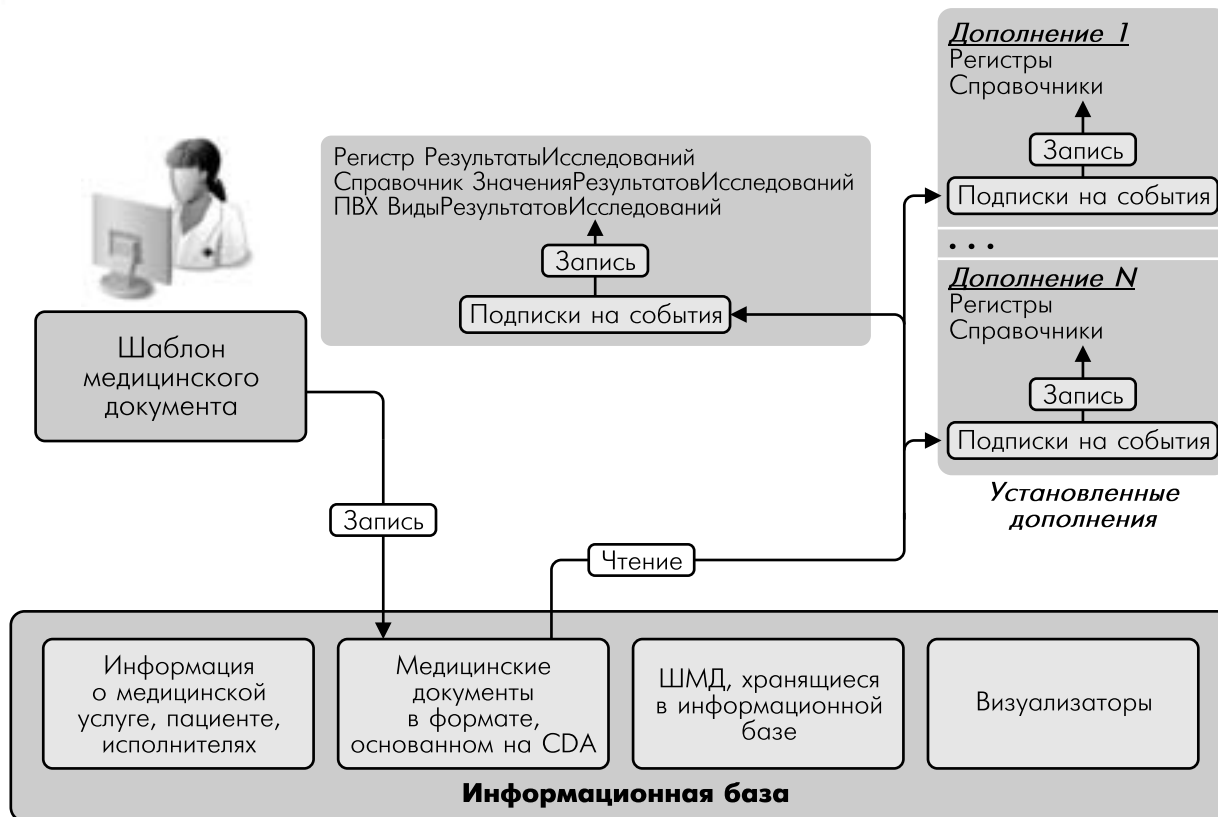 Дополнение 1
Регистры
Справочники
Запись
Подписки на события
. . .
Дополнение N
Регистры
Справочники
Запись
Подписки на события
Установленные
дополнения
Регистр РезультатыИсследований
Справочник ЗначенияРезультатовИсследований
ПВХ ВидыРезультатовИсследований
Запись
Подписки на события
Шаблон
медицинского
документа
Запись
Чтение
Информация
о медицинской
услуге, пациенте,
исполнителях
Медицинские
документы
в формате,
основанном на CDA
ШМД, хранящиеся
в информационной
базе
Визуализаторы
Информационная база